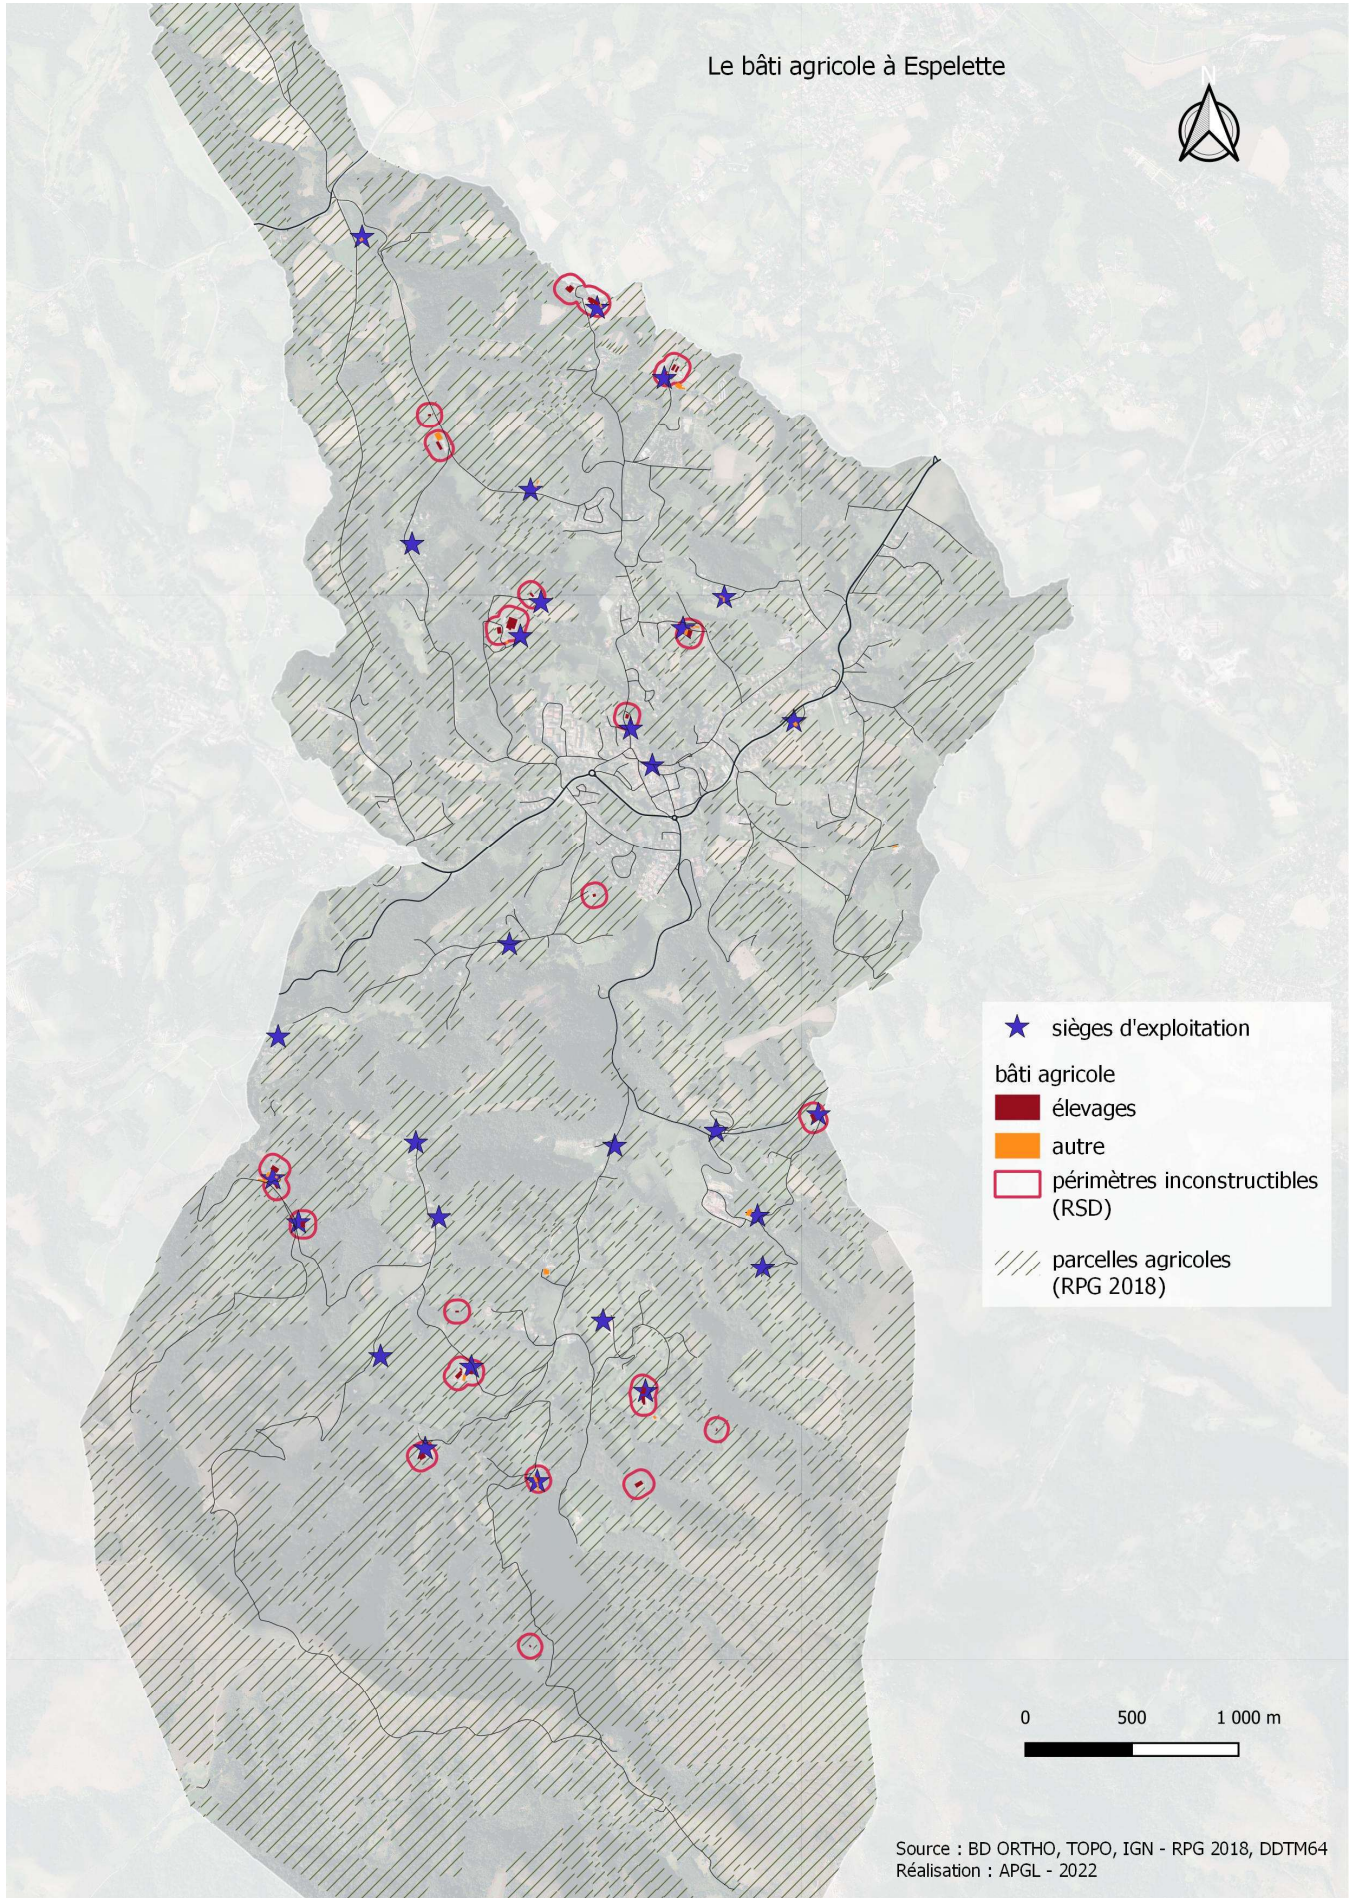 Le bâti agricole à Espelette
N
sièges d'exploitation
bâti agricole
élevages
autre
périmètres inconstructibles
(RSD)
parcelles agricoles
(RPG 2018)
0 500 1 000 m
Source : BD ORTHO, TOPO, IGN - RPG 2018, DDTM64
Réalisation : APGL - 2022